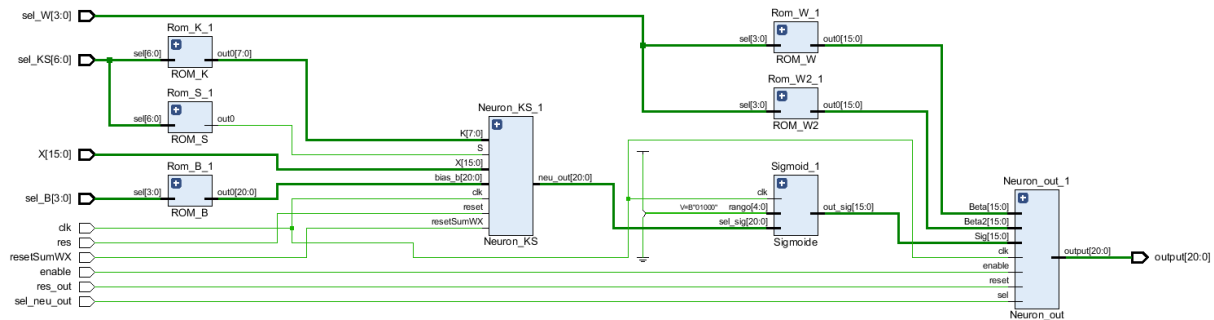 sel_W[3:0]
Rom_K_1
sel_KS[6:0]
sel[6:0] out0[7:0]
ROM_K
Rom_S_1
sel[6:0] out0
ROM_S
X[15:0]
Rom_B_1
sel_B[3:0]
sel[3:0] out0[20:0]
ROM_B
clk
res
resetSumWX
enable
res_out
sel_neu_out
Neuron_KS_1
K[7:0]
S
X[15:0]
bias_b[20:0]
clk
reset
resetSumWX
neu_out[20:0]
Neuron_KS
Rom_W_1
sel[3:0] out0[15:0]
ROM_W
Rom_W2_1
sel[3:0] out0[15:0]
ROM_W2
Sigmoid_1
clk
V=B"01000" rango[4:0] out_sig[15:0]
sel_sig[20:0]
Sigmoide
Neuron_out_1
Beta[15:0]
Beta2[15:0]
Sig[15:0]
clk
enable
reset
sel
output[20:0]
Neuron_out
output[20:0]